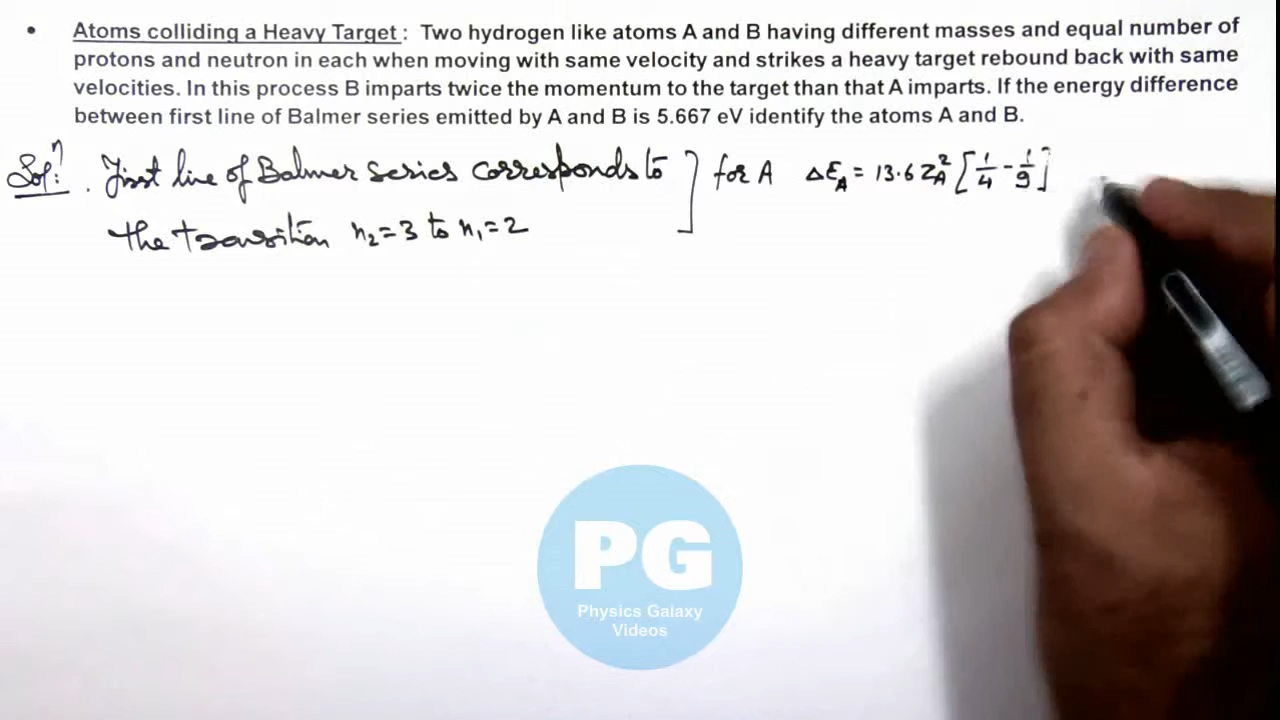 • Atoms colliding a Heavy Target : Two hydrogen like atoms A and B having different masses and equal number of
protons and neutron in each when moving with same velocity and strikes a heavy target rebound back with same
velocities. In this process B imparts twice the momentum to the target than that A imparts. If the energy difference
between first line of Balmer series emitted by A and B is 5.667 eV identify the atoms A and B.
Solⁿ: . First line of Balmer series corresponds to ] for A ΔE_A = 13.6 Z_A² [1/4 - 1/9]
the transition n₂=3 to n₁=2
PG
Physics Galaxy
Videos